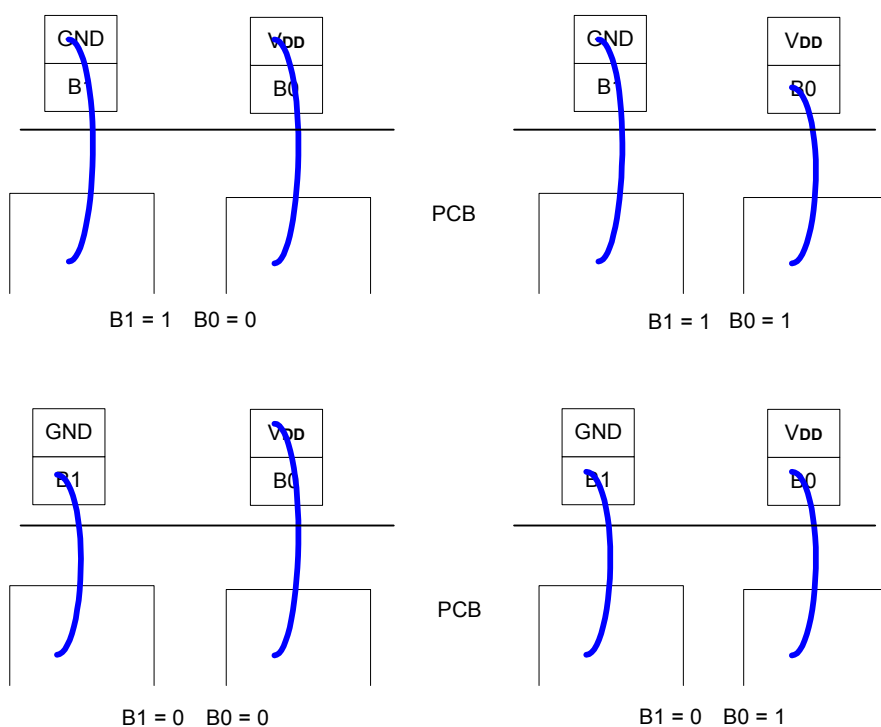 GND VDD GND VDD
B1 B0 B1 B0
PCB
B1 = 1 B0 = 0 B1 = 1 B0 = 1
GND VDD GND VDD
B1 B0 B1 B0
PCB
B1 = 0 B0 = 0 B1 = 0 B0 = 1